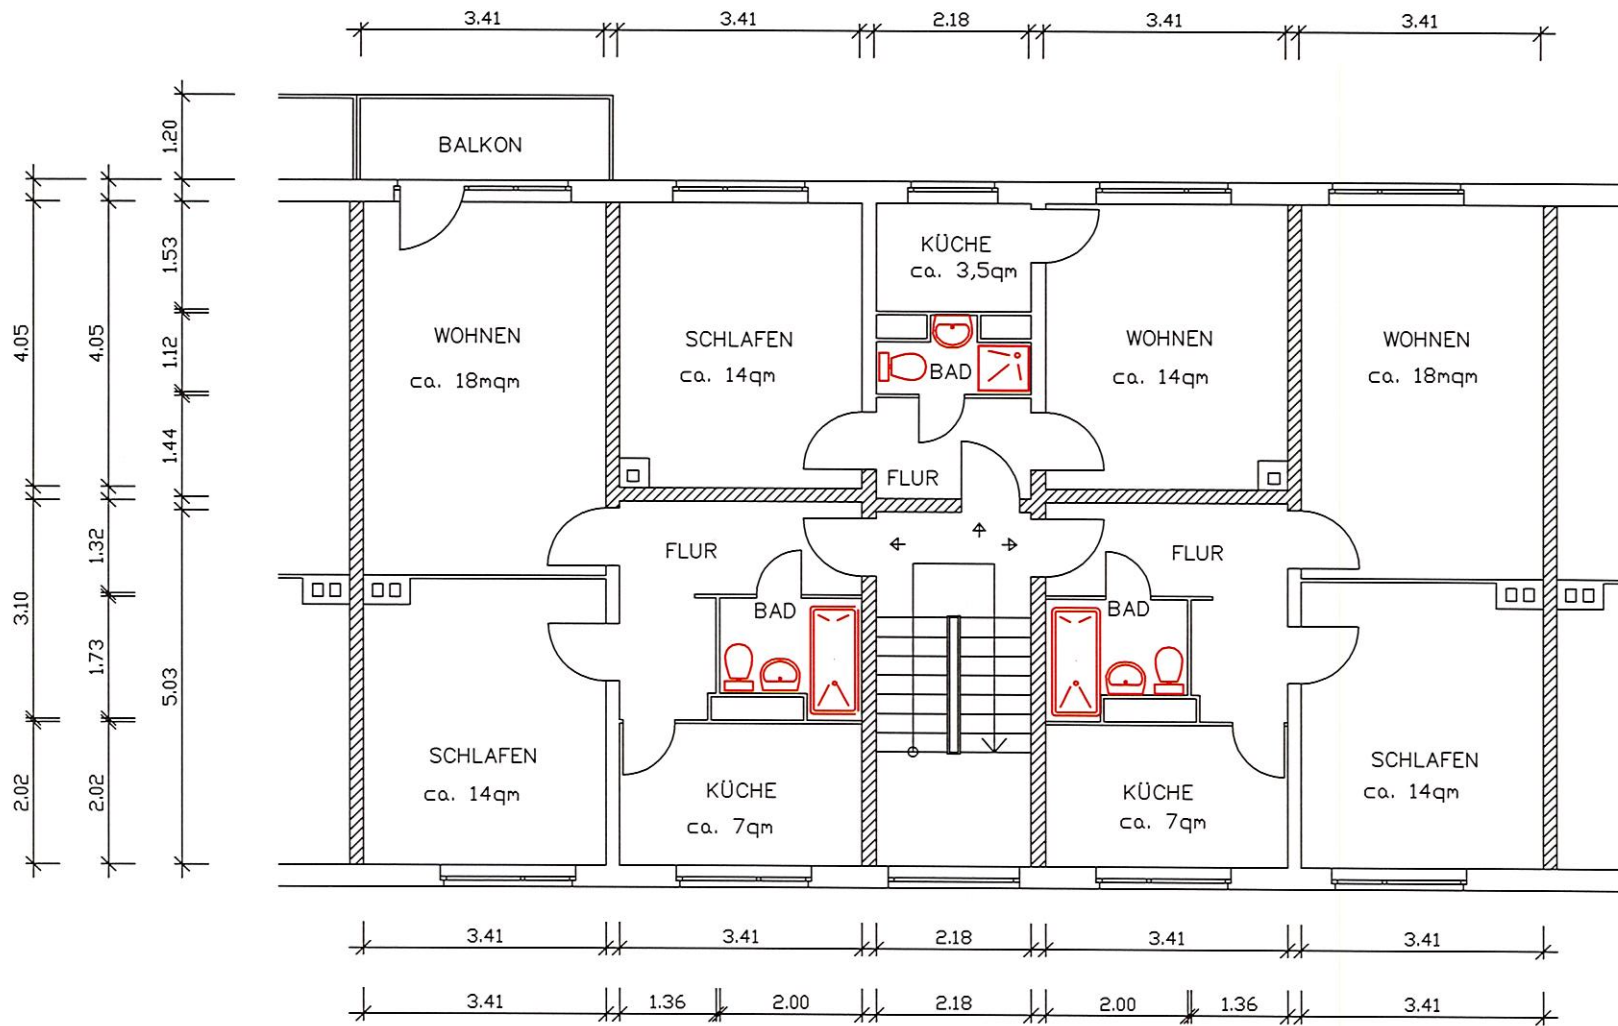 3.41 3.41 2.18 3.41 3.41
1.20
BALKON
4.05
4.05
1.53
1.12
1.44
KÜCHE
ca. 3,5qm
WOHNEN
ca. 18mqm
SCHLAFEN
ca. 14qm
BAD
WOHNEN
ca. 14qm
WOHNEN
ca. 18mqm
FLUR
3.10
1.32
1.73
5.03
FLUR
FLUR
BAD
BAD
2.02
2.02
SCHLAFEN
ca. 14qm
KÜCHE
ca. 7qm
KÜCHE
ca. 7qm
SCHLAFEN
ca. 14qm
3.41 3.41 2.18 3.41 3.41
3.41 1.36 2.00 2.18 2.00 1.36 3.41